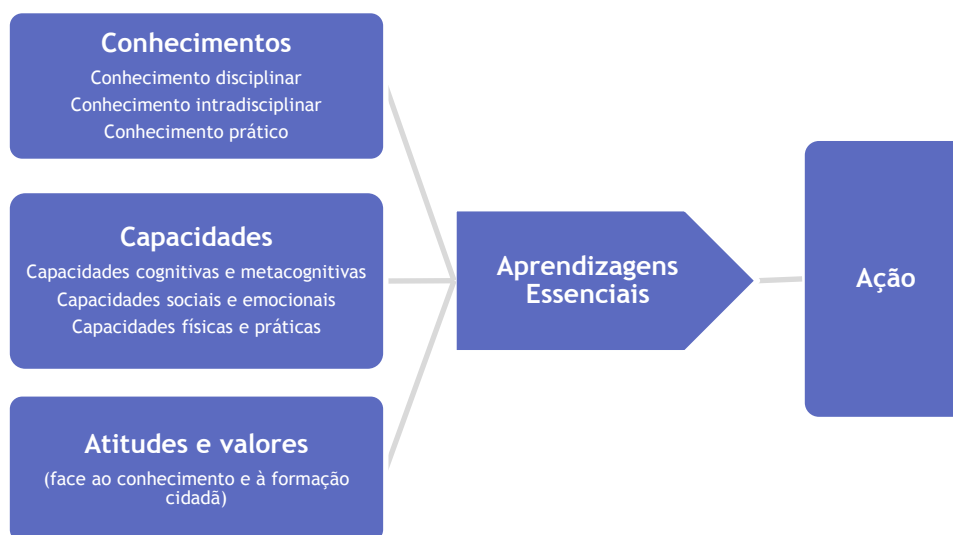 Conhecimentos
Conhecimento disciplinar
Conhecimento intradisciplinar
Conhecimento prático
Capacidades
Capacidades cognitivas e metacognitivas
Capacidades sociais e emocionais
Capacidades físicas e práticas
Atitudes e valores
(face ao conhecimento e à formação
cidadã)
Aprendizagens
Essenciais
Ação